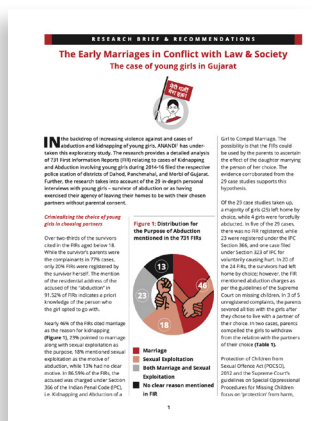 RESEARCH BRIEF & RECOMMENDATIONS
The Early Marriages in Conflict with Law & Society
The case of young girls in Gujarat
IN the backdrop of increasing violence against and cases of
abduction and kidnapping of young girls, ANANDI has under-
taken this exploratory study. The research provides a detailed analysis
of 731 First Information Reports (FIR) relating to cases of Kidnapping
and Abduction involving young girls during 2014-16 filed the respective
police station of districts of Dahod, Panchmahal, and Morbi of Gujarat.
Further, the research takes into account of the 29 in-depth personal
interviews with young girls – survivor of abduction or as having
exercised their agency of leaving their homes to be with their chosen
partners without parental consent.
Criminalising the choice of young
girls in choosing partners
Over two-thirds of the survivors
cited in the FIRs aged below 18.
While the survivor's parents were
the complainants in 77% cases,
only 20% FIRs were registered by
the survivor herself. The mention
of the residential address of the
accused of the "abduction" in
91.52% of FIRs indicates a prior
knowledge of the person who
the girl opted to go with.
Nearly 46% of the FIRs cited marriage
as the reason for kidnapping
(Figure 1), 23% pointed to marriage
along with sexual exploitation as
the purpose, 18% mentioned sexual
exploitation as the motive of
abduction, while 13% had no clear
motive. In 86.59% of the FIRs, the
accused was charged under Section
366 of the Indian Penal Code (IPC),
i.e. Kidnapping and Abduction of a
Figure 1: Distribution for
the Purpose of Abduction
mentioned in the 731 FIRs
13
46
23
18
Marriage
Sexual Exploitation
Both Marriage and Sexual
Exploitation
No clear reason mentioned
in FIR
Girl to Compel Marriage. The
possibility is that the FIRs could
be used by the parents to ascertain
the effect of the daughter marrying
the person of her choice. The
evidence corroborated from the
29 case studies supports this
hypothesis.
Of the 29 case studies taken up,
a majority of girls (25) left home by
choice, while 4 girls were forcefully
abducted. In five of the 29 cases,
there was no FIR registered, while
23 were registered under the IPC
Section 366, and one case filed
under Section 323 of IPC for
voluntarily causing hurt. In 20 of
the 24 FIRs, the survivors had left
home by choice; however, the FIR
mentioned abduction charges as
per the guidelines of the Supreme
Court on missing children. In 3 of 5
unregistered complaints, the parents
severed all ties with the girls after
they chose to live with a partner of
their choice. In two cases, parents
compelled the girls to withdraw
from the relation with the partners
of their choice (Table 1).
Protection of Children from
Sexual Offence Act (POCSO),
2012 and the Supreme Court's
guidelines on Special Oppressional
Procedures for Missing Children
focus on 'protection' from harm,
1